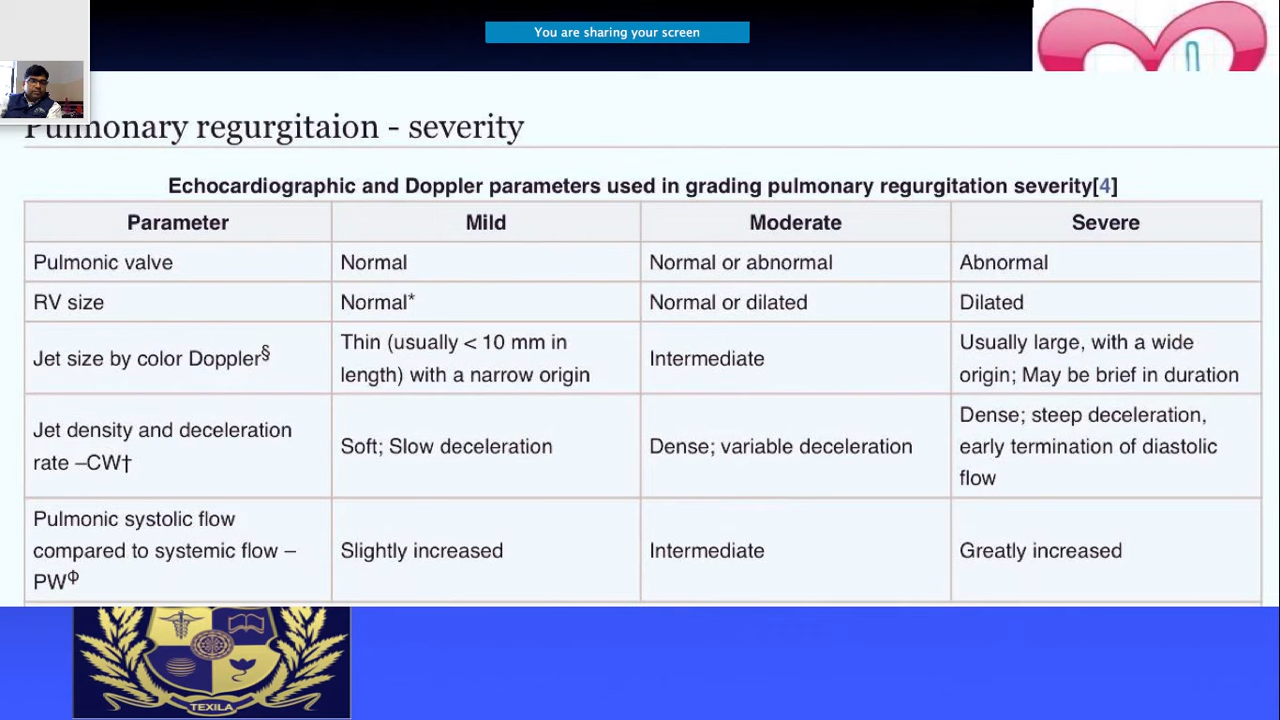 You are sharing your screen
Pulmonary regurgitaion - severity
Echocardiographic and Doppler parameters used in grading pulmonary regurgitation severity[4]
Parameter Mild Moderate Severe
Pulmonic valve Normal Normal or abnormal Abnormal
RV size Normal* Normal or dilated Dilated
Jet size by color Doppler§
Thin (usually < 10 mm in
length) with a narrow origin
Intermediate
Usually large, with a wide
origin; May be brief in duration
Jet density and deceleration
rate –CW†
Soft; Slow deceleration
Dense; variable deceleration
Dense; steep deceleration,
early termination of diastolic
flow
Pulmonic systolic flow
compared to systemic flow –
PWΦ
Slightly increased
Intermediate
Greatly increased
TEXILA